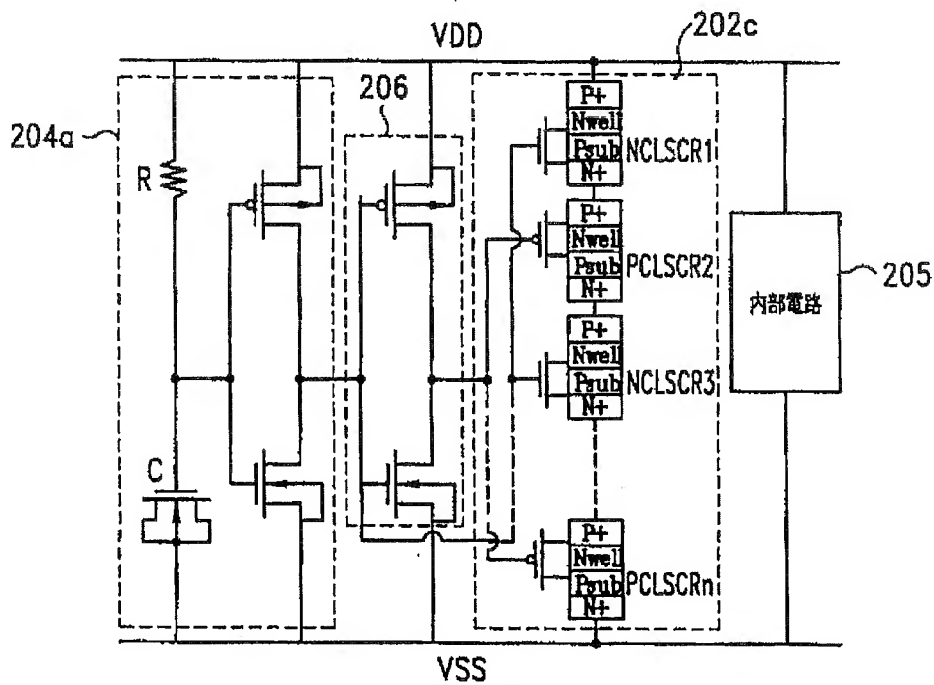 VDD
202c
206
204a
R
C
P+
Nwell
Psub
N+
NCLSCR1
P+
Nwell
Psub
N+
PCLSCR2
P+
Nwell
Psub
N+
NCLSCR3
P+
Nwell
Psub
N+
PCLSCRn
205
内部電路
VSS